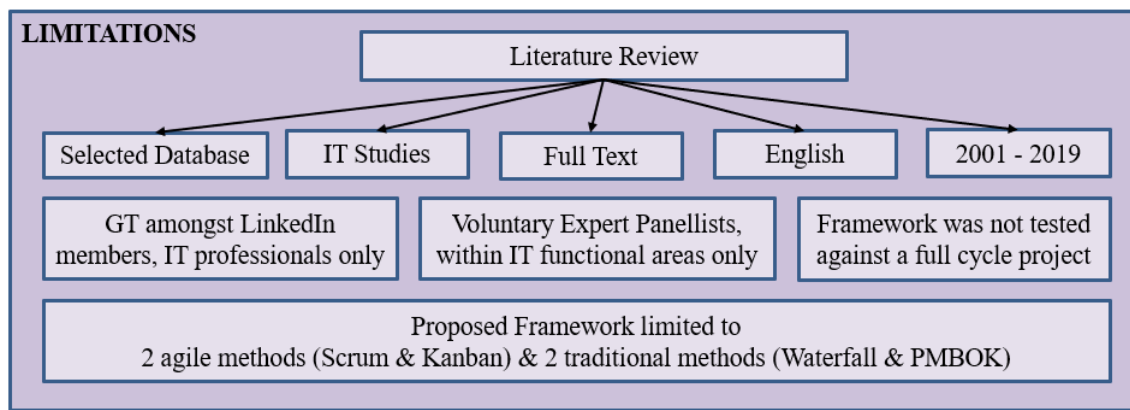 LIMITATIONS
Literature Review
Selected Database
IT Studies
Full Text
English
2001 - 2019
GT amongst LinkedIn
members, IT professionals only
Voluntary Expert Panellists,
within IT functional areas only
Framework was not tested
against a full cycle project
Proposed Framework limited to
2 agile methods (Scrum & Kanban) & 2 traditional methods (Waterfall & PMBOK)